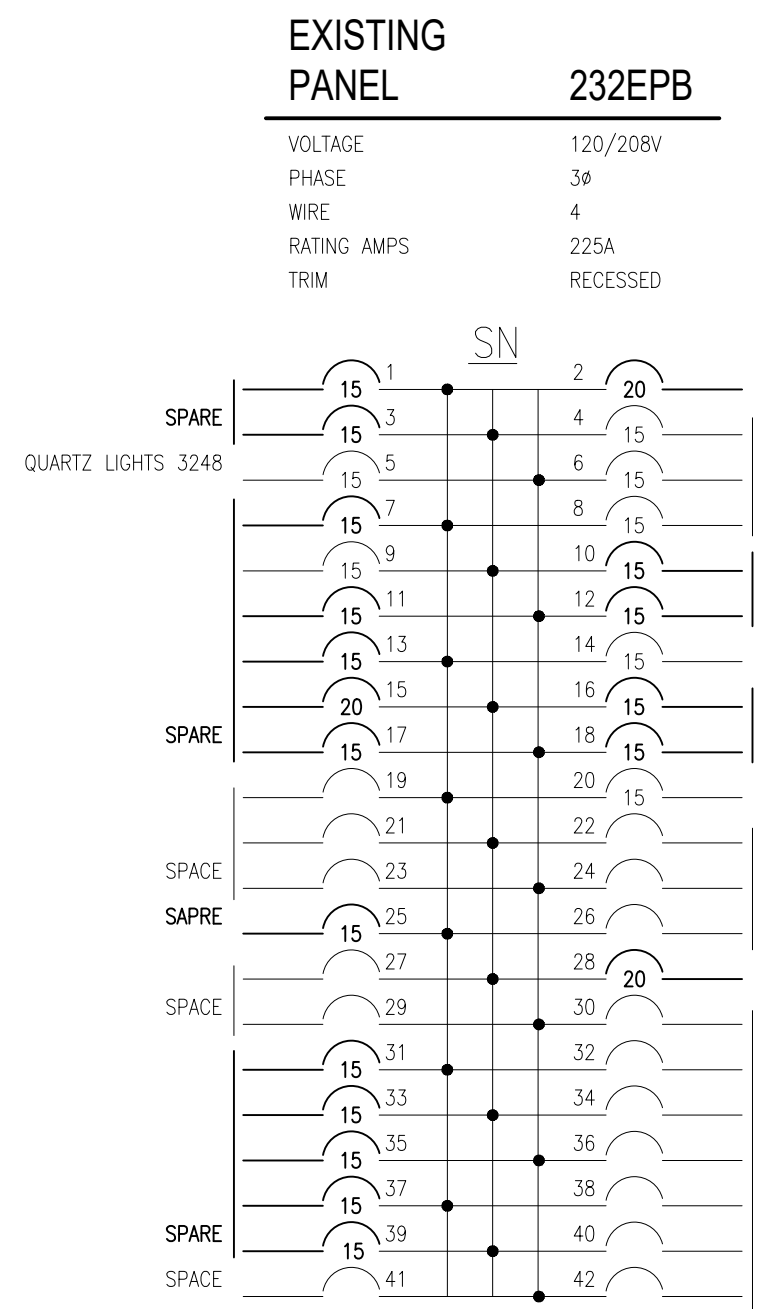 EXISTING
PANEL 232EPB
VOLTAGE 120/208V
PHASE 3ø
WIRE 4
RATING AMPS 225A
TRIM RECESSED
SN
15 1 2 20
SPARE
15 3 4 15
QUARTZ LIGHTS 3248
15 5 6 15
15 7 8 15
15 9 10 15
15 11 12 15
15 13 14 15
20 15 16 15
SPARE
15 17 18 15
19 20 15
21 22
SPACE 23 24
SAPRE
15 25 26
27 28 20
SPACE 29 30
15 31 32
15 33 34
15 35 36
15 37 38
SPARE
15 39 40
SPACE 41 42